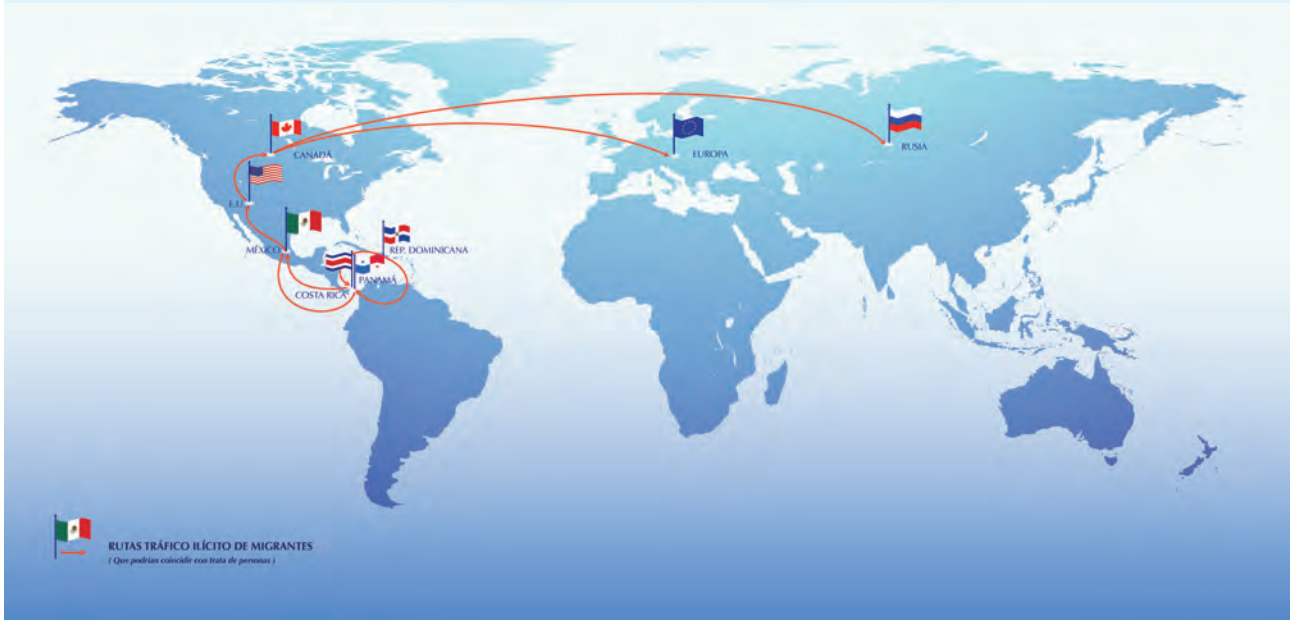 CANADÁ
EUROPA
RUSIA
E.U
MÉXICO
REP. DOMINICANA
PANAMÁ
COSTA RICA
RUTAS TRÁFICO ILÍCITO DE MIGRANTES
( Que podrían coincidir con trata de personas )